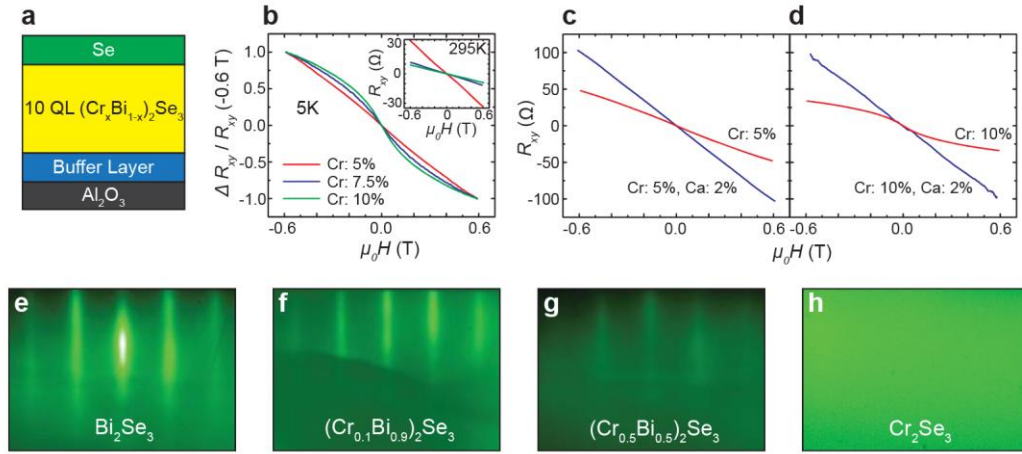 a
Se
10 QL (CrₓBi₁₋ₓ)₂Se₃
Buffer Layer
Al₂O₃
b
Δ Rxy / Rxy (-0.6 T)
1.0
0.5
0.0
-0.5
-1.0
5K
Cr: 5%
Cr: 7.5%
Cr: 10%
-0.6
0.0
0.6
μ₀H (T)
295K
Rxy (Ω)
30
0
-30
-0.6 0.0 0.6
μ₀H (T)
c
Rxy (Ω)
100
50
0
-50
-100
Cr: 5%
Cr: 5%, Ca: 2%
-0.6
0.0
0.6
μ₀H (T)
d
Cr: 10%
Cr: 10%, Ca: 2%
-0.6
0.0
0.6
e
Bi₂Se₃
f
(Cr₀.₁Bi₀.₉)₂Se₃
g
(Cr₀.₅Bi₀.₅)₂Se₃
h
Cr₂Se₃